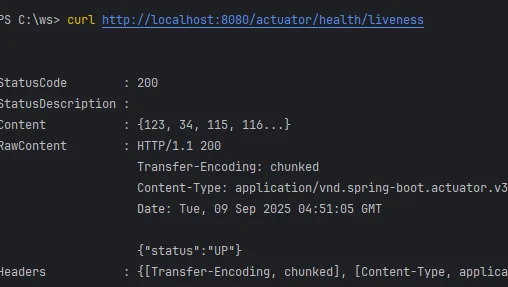 PS C:\ws> curl http://localhost:8080/actuator/health/liveness
StatusCode : 200
StatusDescription :
Content : {123, 34, 115, 116...}
RawContent : HTTP/1.1 200
Transfer-Encoding: chunked
Content-Type: application/vnd.spring-boot.actuator.v3
Date: Tue, 09 Sep 2025 04:51:05 GMT
{"status":"UP"}
Headers : {[Transfer-Encoding, chunked], [Content-Type, applica